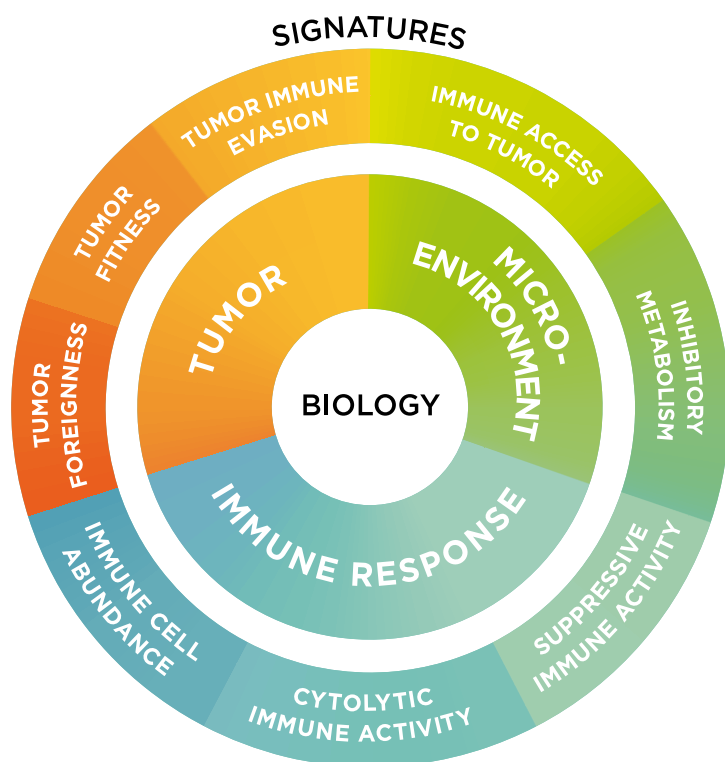 SIGNATURES
TUMOR IMMUNE
EVASION
IMMUNE ACCESS
TO TUMOR
TUMOR
FITNESS
INHIBITORY
METABOLISM
TUMOR
FOREIGNNESS
SUPPRESSIVE
IMMUNE ACTIVITY
IMMUNE CELL
ABUNDANCE
CYTOLYTIC
IMMUNE ACTIVITY
TUMOR
MICRO-
ENVIRONMENT
IMMUNE RESPONSE
BIOLOGY